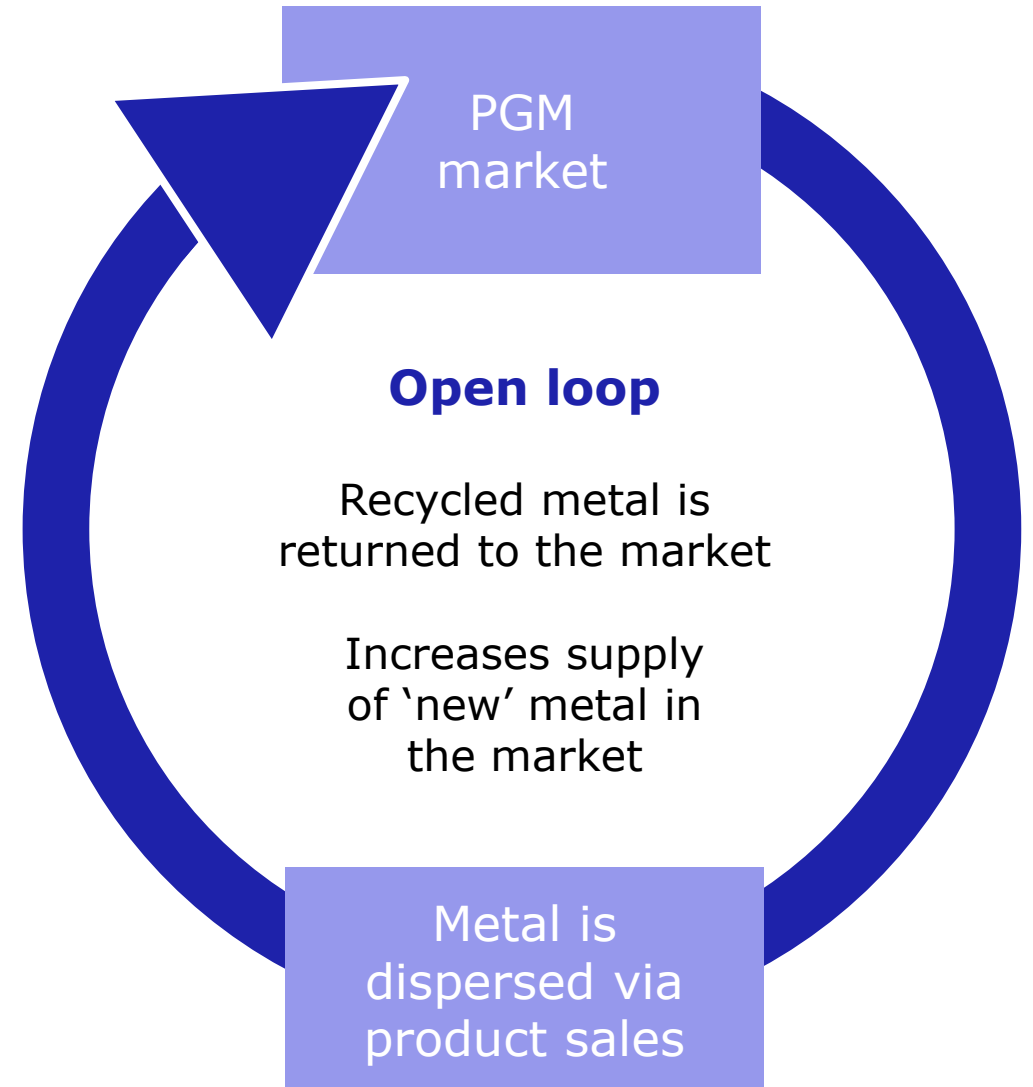 PGM
market
Open loop
Recycled metal is
returned to the market
Increases supply
of ‘new’ metal in
the market
Metal is
dispersed via
product sales